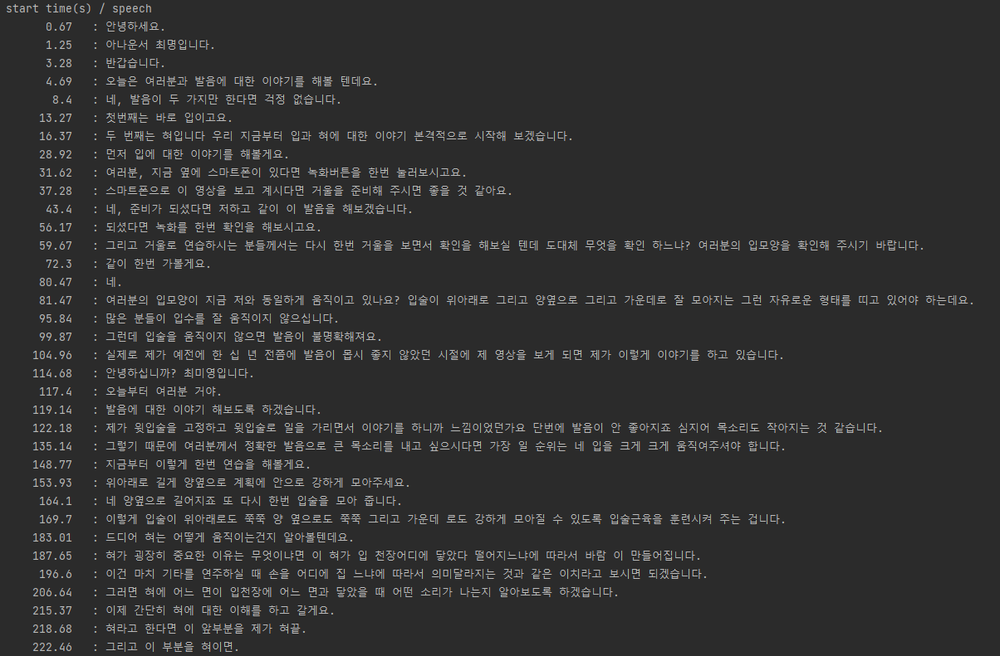 start time(s) / speech
0.67 : 안녕하세요.
1.25 : 아나운서 최명입니다.
3.28 : 반갑습니다.
4.69 : 오늘은 여러분과 발음에 대한 이야기를 해볼 텐데요.
8.4 : 네, 발음이 두 가지만 한다면 걱정 없습니다.
13.27 : 첫번째는 바로 입이고요.
16.37 : 두 번째는 혀입니다 우리 지금부터 입과 혀에 대한 이야기 본격적으로 시작해 보겠습니다.
28.92 : 먼저 입에 대한 이야기를 해볼게요.
31.62 : 여러분, 지금 옆에 스마트폰이 있다면 녹화버튼을 한번 눌러보시고요.
37.28 : 스마트폰으로 이 영상을 보고 계시다면 거울을 준비해 주시면 좋을 것 같아요.
43.4 : 네, 준비가 되셨다면 저하고 같이 이 발음을 해보겠습니다.
56.17 : 되셨다면 녹화를 한번 확인을 해보시고요.
59.67 : 그리고 거울로 연습하시는 분들께서는 다시 한번 거울을 보면서 확인을 해보실 텐데 도대체 무엇을 확인 하느냐? 여러분의 입모양을 확인해 주시기 바랍니다.
72.3 : 같이 한번 가볼게요.
80.47 : 네.
81.47 : 여러분의 입모양이 지금 저와 동일하게 움직이고 있나요? 입술이 위아래로 그리고 양옆으로 그리고 가운데로 잘 모아지는 그런 자유로운 형태를 띠고 있어야 하는데요.
95.84 : 많은 분들이 입수를 잘 움직이지 않으십니다.
99.87 : 그런데 입술을 움직이지 않으면 발음이 불명확해져요.
104.96 : 실제로 제가 예전에 한 십 년 전쯤에 발음이 몹시 좋지 않았던 시절에 제 영상을 보게 되면 제가 이렇게 이야기를 하고 있습니다.
114.68 : 안녕하십니까? 최미영입니다.
117.4 : 오늘부터 여러분 거야.
119.14 : 발음에 대한 이야기 해보도록 하겠습니다.
122.18 : 제가 윗입술을 고정하고 윗입술로 일을 가리면서 이야기를 하니까 느낌이었던가요 단번에 발음이 안 좋아지죠 심지어 목소리도 작아지는 것 같습니다.
135.14 : 그렇기 때문에 여러분께서 정확한 발음으로 큰 목소리를 내고 싶으시다면 가장 일 순위는 네 입을 크게 크게 움직여주셔야 합니다.
148.77 : 지금부터 이렇게 한번 연습을 해볼게요.
153.93 : 위아래로 길게 양옆으로 계획에 안으로 강하게 모아주세요.
164.1 : 네 양옆으로 길어지죠 또 다시 한번 입술을 모아 줍니다.
169.7 : 이렇게 입술이 위아래로도 쭉쭉 양 옆으로도 쭉쭉 그리고 가운데 로도 강하게 모아질 수 있도록 입술근육을 훈련시켜 주는 겁니다.
183.01 : 드디어 혀는 어떻게 움직이는건지 알아볼텐데요.
187.65 : 혀가 굉장히 중요한 이유는 무엇이냐면 이 혀가 입 천장어디에 닿았다 떨어지느냐에 따라서 바람 이 만들어집니다.
196.6 : 이건 마치 기타를 연주하실 때 손을 어디에 집 느냐에 따라서 의미달라지는 것과 같은 이치라고 보시면 되겠습니다.
206.64 : 그러면 혀에 어느 면이 입천장에 어느 면과 닿았을 때 어떤 소리가 나는지 알아보도록 하겠습니다.
215.37 : 이제 간단히 혀에 대한 이해를 하고 갈게요.
218.68 : 혀라고 한다면 이 앞부분을 제가 혀끝.
222.46 : 그리고 이 부분을 혀이면.